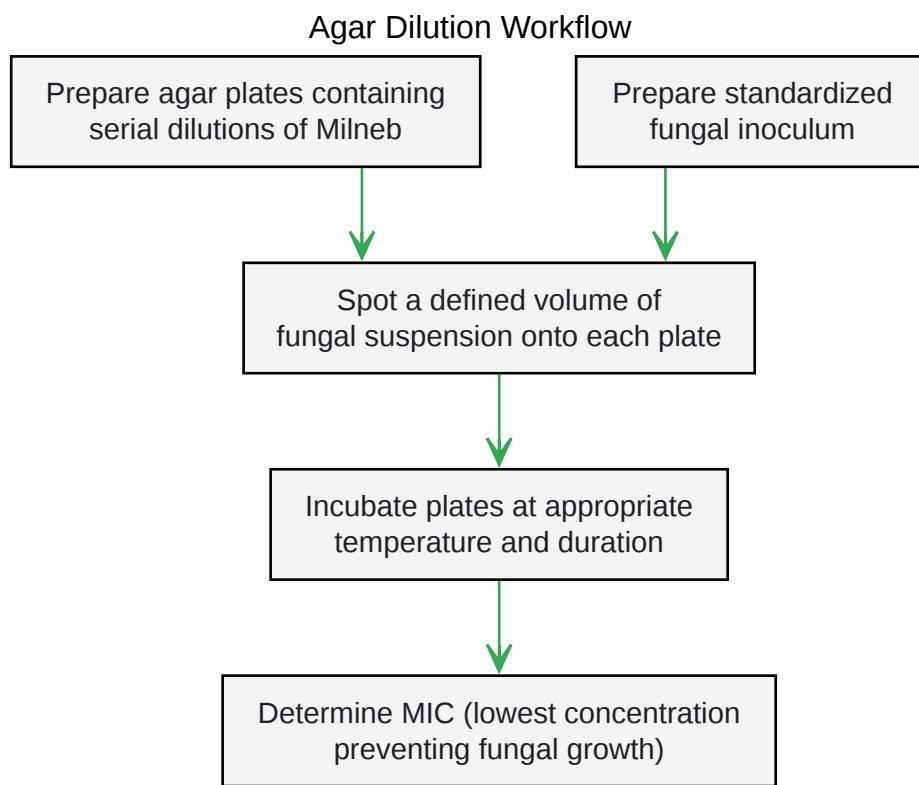 Agar Dilution Workflow
Prepare agar plates containing
serial dilutions of Milneb
Prepare standardized
fungal inoculum
Spot a defined volume of
fungal suspension onto each plate
Incubate plates at appropriate
temperature and duration
Determine MIC (lowest concentration
preventing fungal growth)